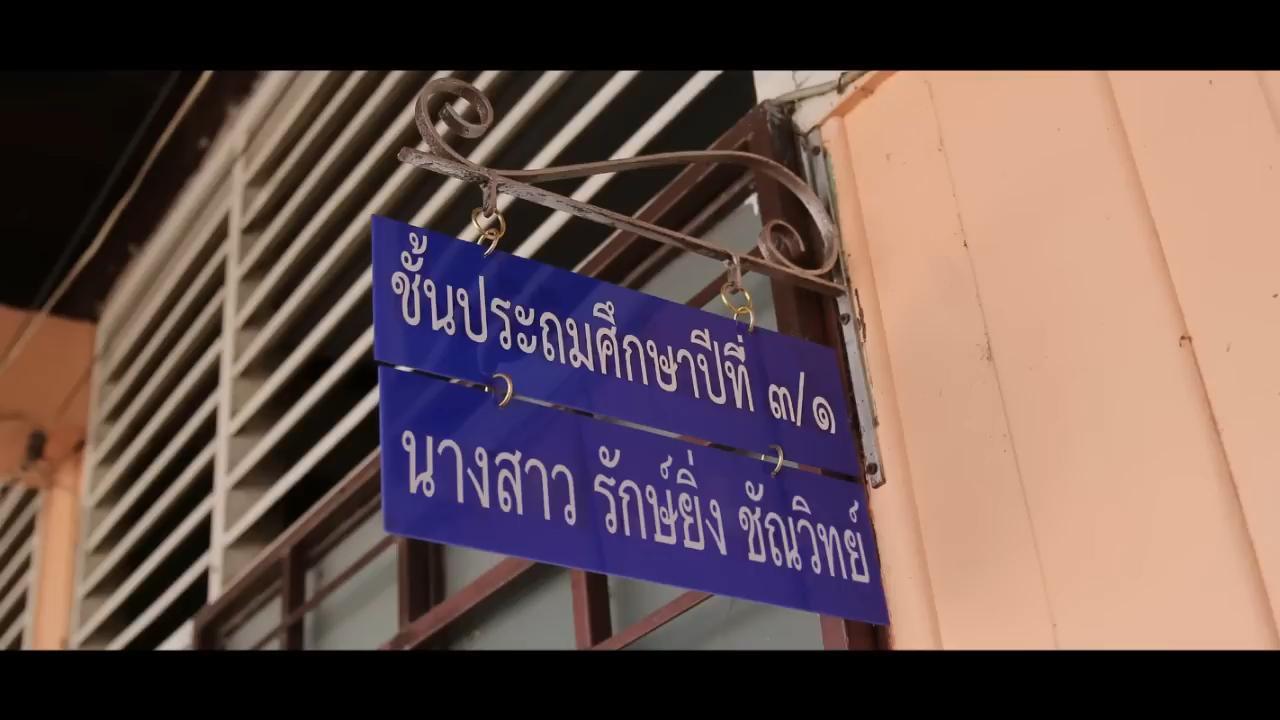 ชั้นประถมศึกษาปีที่ ๓/๑
นางสาว รักษ์ยิ่ง ชัณวิทย์